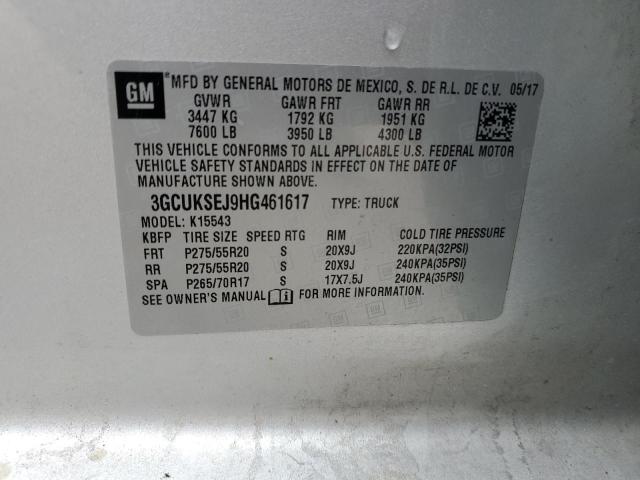 GM
MFD BY GENERAL MOTORS DE MEXICO, S. DE R.L. DE C.V. 05/17
GVWR GAWR FRT GAWR RR
3447 KG 1792 KG 1951 KG
7600 LB 3950 LB 4300 LB
THIS VEHICLE CONFORMS TO ALL APPLICABLE U.S. FEDERAL MOTOR
VEHICLE SAFETY STANDARDS IN EFFECT ON THE DATE OF
MANUFACTURE SHOWN ABOVE.
3GCUKSEJ9HG461617 TYPE: TRUCK
MODEL: K15543
KBFP TIRE SIZE SPEED RTG RIM COLD TIRE PRESSURE
FRT P275/55R20 S 20X9J 220KPA(32PSI)
RR P275/55R20 S 20X9J 240KPA(35PSI)
SPA P265/70R17 S 17X7.5J 240KPA(35PSI)
SEE OWNER'S MANUAL FOR MORE INFORMATION.